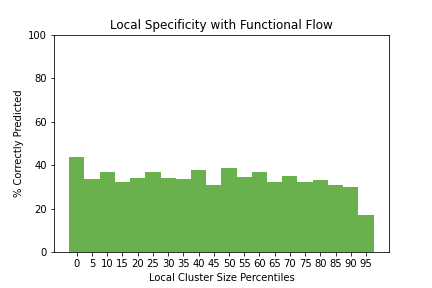 Local Specificity with Functional Flow
% Correctly Predicted
100
80
60
40
20
0
0 5 10 15 20 25 30 35 40 45 50 55 60 65 70 75 80 85 90 95
Local Cluster Size Percentiles